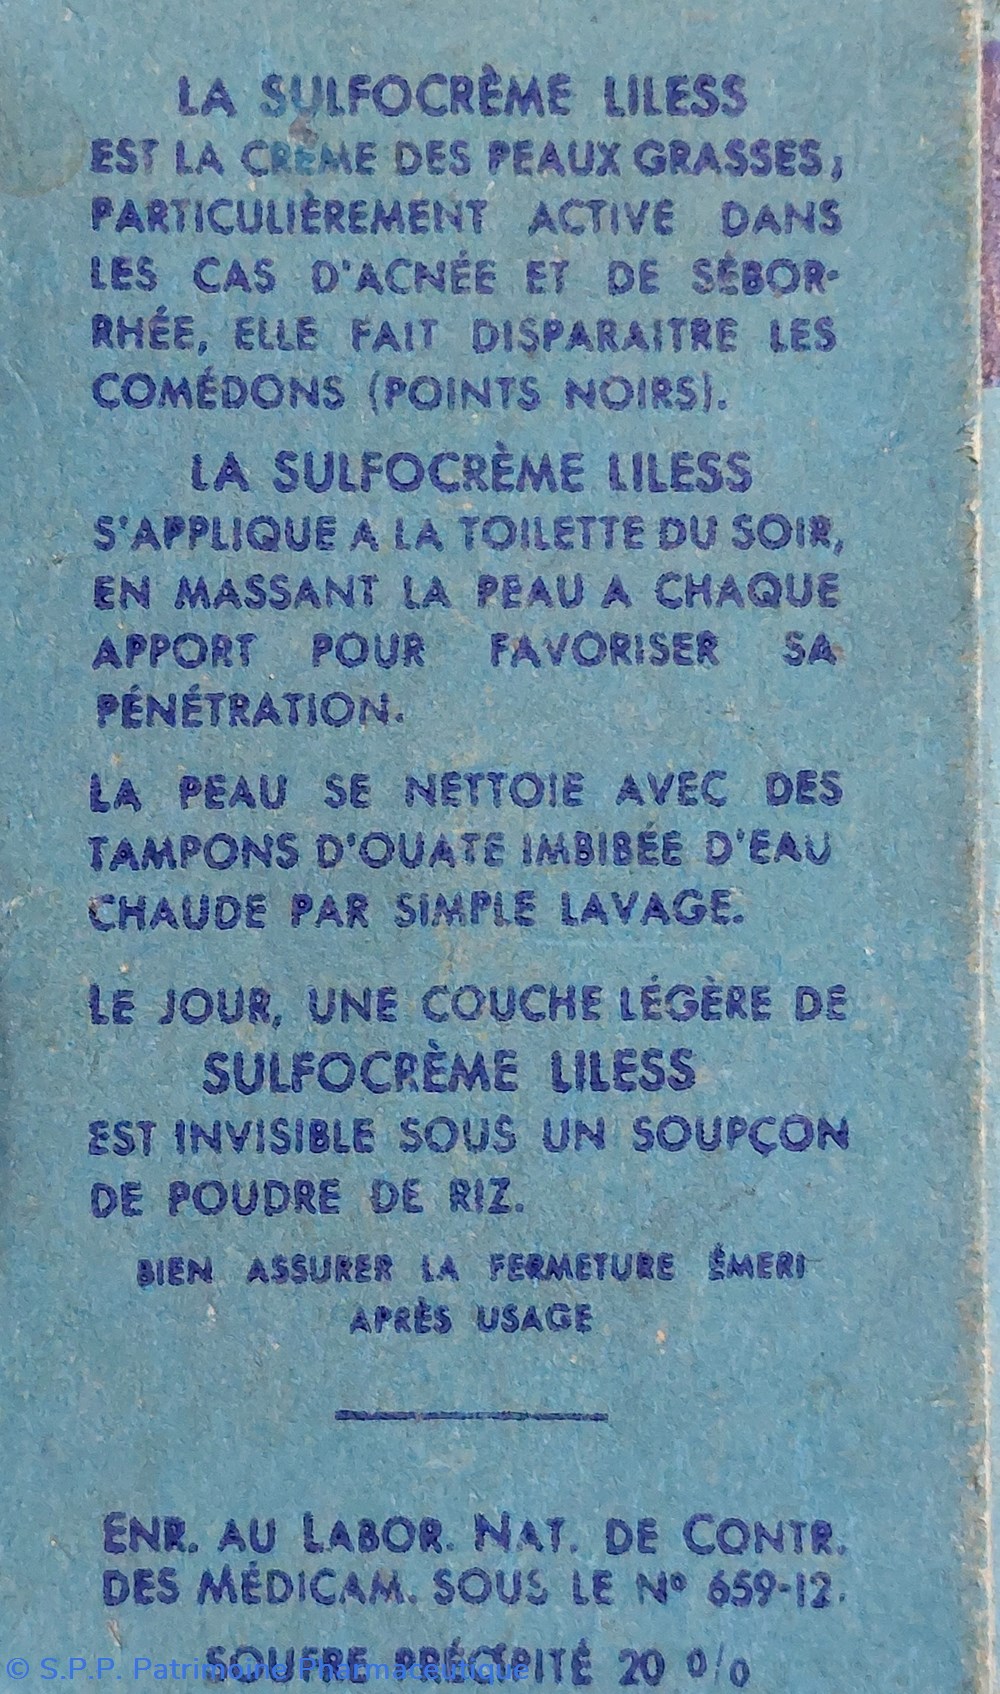 LA SULFOCRÈME LILESS
EST LA CRÈME DES PEAUX GRASSES,
PARTICULIÈREMENT ACTIVE DANS
LES CAS D'ACNÉE ET DE SÉBOR-
RHÉE, ELLE FAIT DISPARAITRE LES
COMÉDONS (POINTS NOIRS).
LA SULFOCRÈME LILESS
S'APPLIQUE A LA TOILETTE DU SOIR,
EN MASSANT LA PEAU A CHAQUE
APPORT POUR FAVORISER SA
PÉNÉTRATION.
LA PEAU SE NETTOIE AVEC DES
TAMPONS D'OUATE IMBIBÉE D'EAU
CHAUDE PAR SIMPLE LAVAGE.
LE JOUR, UNE COUCHE LÉGÈRE DE
SULFOCRÈME LILESS
EST INVISIBLE SOUS UN SOUPÇON
DE POUDRE DE RIZ.
BIEN ASSURER LA FERMETURE ÉMERI
APRÈS USAGE
ENR. AU LABOR. NAT. DE CONTR.
DES MÉDICAM. SOUS LE Nº 659-12.
SOUFRE PRÉCIPITÉ 20 %
© S.P.P. Patrimoine Pharmaceutique